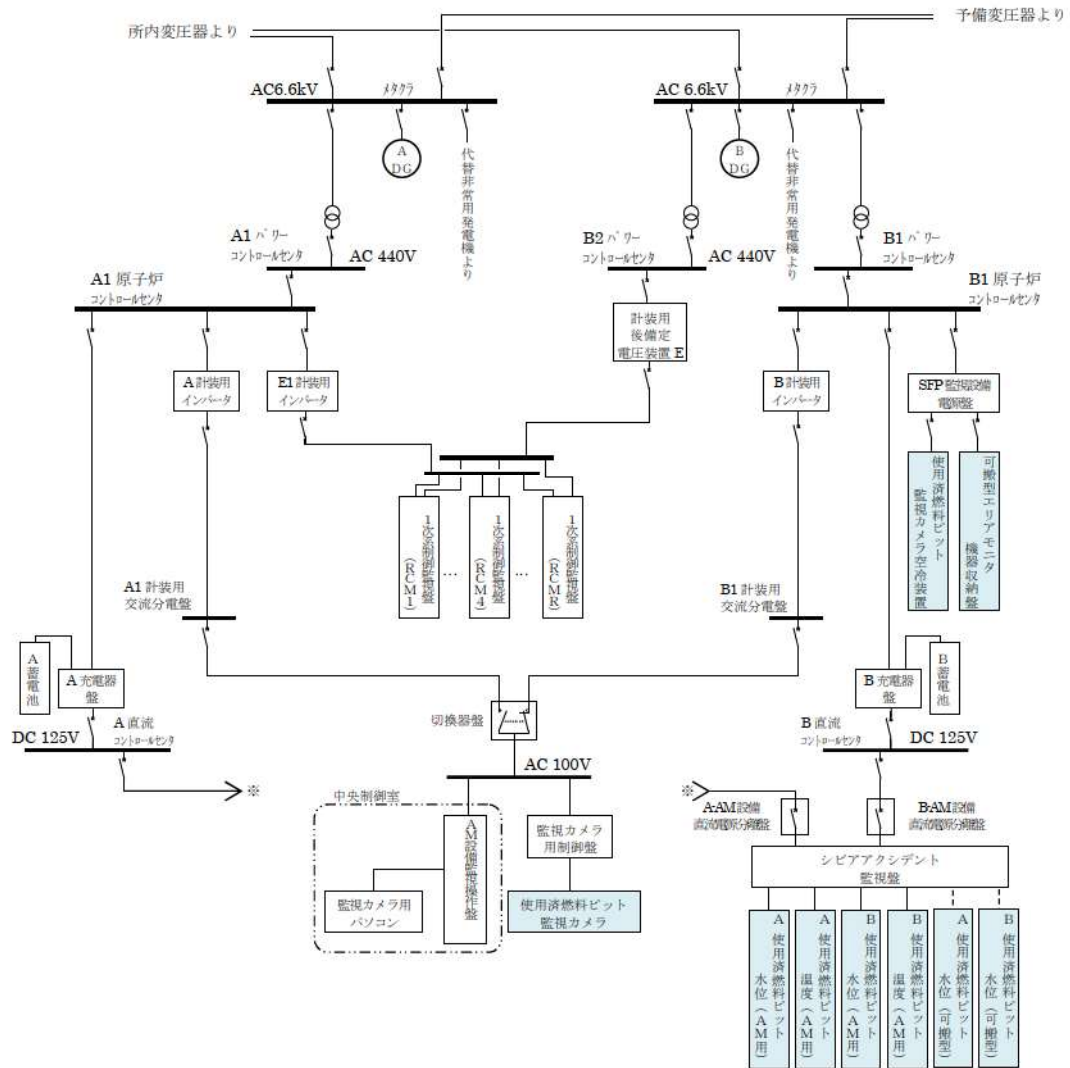 所内変圧器より
予備変圧器より
AC6.6kV
メタクラ
AC 6.6kV
メタクラ
A
DG
代替非常用発電機より
B
DG
代替非常用発電機より
A1 パワー
コントロールセンタ
AC 440V
B2 パワー
コントロールセンタ
AC 440V
B1 パワー
コントロールセンタ
A1 原子炉
コントロールセンタ
B1 原子炉
コントロールセンタ
計装用
後備定
電圧装置 E
A 計装用
インバータ
E1 計装用
インバータ
B 計装用
インバータ
SFP 監視設備
電源盤
使用済燃料ピット
監視カメラ空冷装置
可搬型エリアモニタ
機器収納盤
1次系制御監視盤
(RCM1)
…
1次系制御監視盤
(RCM4)
…
1次系制御監視盤
(RCMR)
A1 計装用
交流分電盤
B1 計装用
交流分電盤
A蓄電池
A 充電器
盤
B 充電器
盤
B蓄電池
切換器盤
DC 125V
A 直流
コントロールセンタ
B 直流
コントロールセンタ
DC 125V
※
AC 100V
※
A-AM 設備
直流電源分離盤
B-AM 設備
直流電源分離盤
中央制御室
AM設備監視操作盤
監視カメラ
用制御盤
シビアアクシデント
監視盤
監視カメラ用
パソコン
使用済燃料ピット
監視カメラ
A 使用済燃料ピット
水位(AM用)
A 使用済燃料ピット
温度(AM用)
B 使用済燃料ピット
水位(AM用)
B 使用済燃料ピット
温度(AM用)
A 使用済燃料ピット
水位(可搬型)
B 使用済燃料ピット
水位(可搬型)